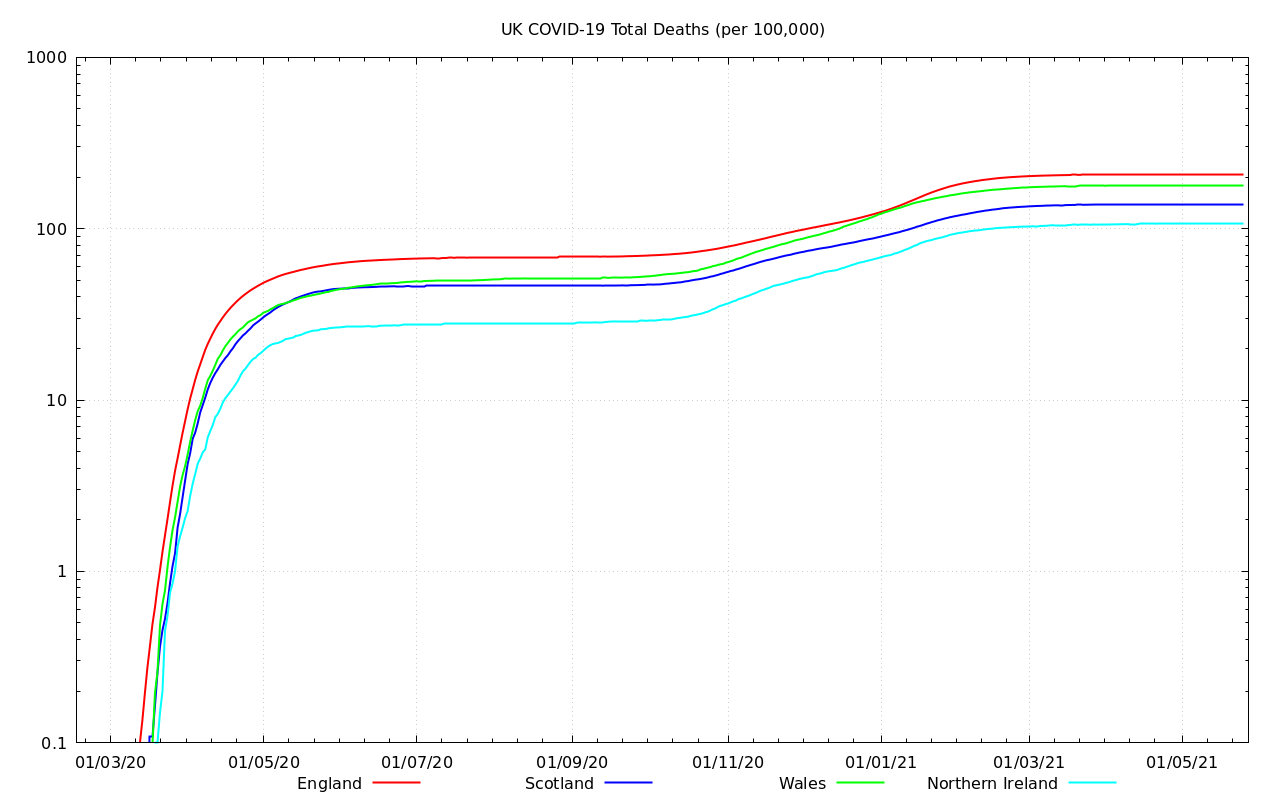 UK COVID-19 Total Deaths (per 100,000)
1000
100
10
1
0.1
01/03/20 01/05/20 01/07/20 01/09/20 01/11/20 01/01/21 01/03/21 01/05/21
England Scotland Wales Northern Ireland